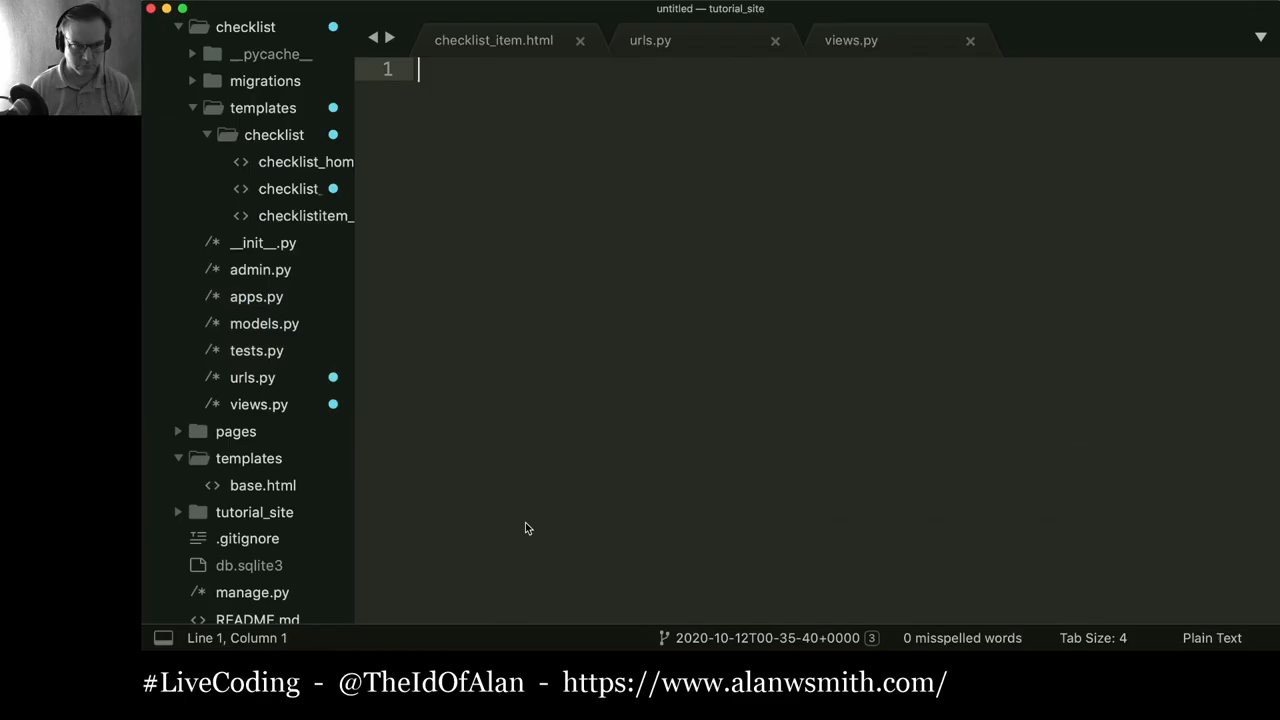 untitled — tutorial_site
checklist
__pycache__
migrations
templates
checklist
checklist_hom
checklist_
checklistitem_
__init__.py
admin.py
apps.py
models.py
tests.py
urls.py
views.py
pages
templates
base.html
tutorial_site
.gitignore
db.sqlite3
manage.py
README.md
checklist_item.html
urls.py
views.py
1
Line 1, Column 1
2020-10-12T00-35-40+0000 3
0 misspelled words
Tab Size: 4
Plain Text
#LiveCoding - @TheIdOfAlan - https://www.alanwsmith.com/